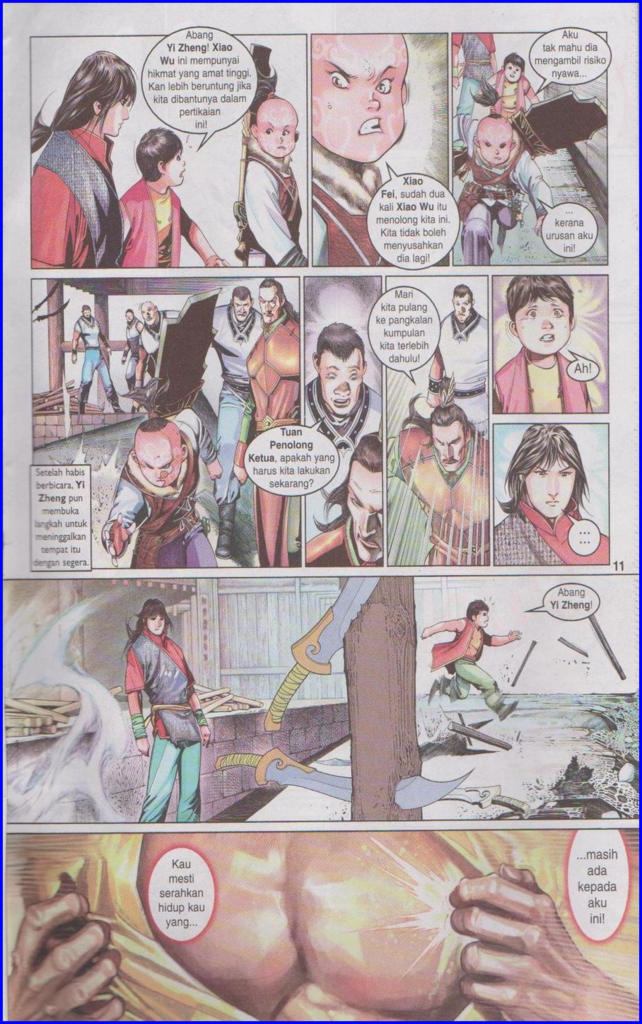 Abang
Yi Zheng! Xiao
Wu ini mempunyai
hikmat yang amat tinggi.
Kan lebih beruntung jika
kita dibantunya dalam
pertikaian
ini!
Xiao
Fei, sudah dua
kali Xiao Wu itu
menolong kita ini.
Kita tidak boleh
menyusahkan
dia lagi!
Aku
tak mahu dia
mengambil risiko
nyawa...
...
kerana
urusan aku
ini!
Setelah habis
berbicara, Yi
Zheng pun
membuka
langkah untuk
meninggalkan
tempat itu
dengan segera.
Tuan
Penolong
Ketua, apakah yang
harus kita lakukan
sekarang?
Mari
kita pulang
ke pangkalan
kumpulan
kita terlebih
dahulu!
Ah!
...
...
11
Abang
Yi Zheng!
Kau
mesti
serahkan
hidup kau
yang...
...masih
ada
kepada
aku
ini!